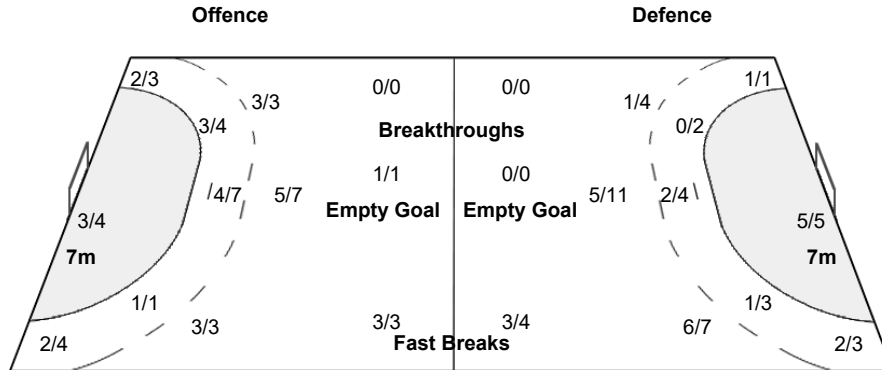 Offence Defence
2/3 0/0 0/0 1/1
3/3 1/4
3/4 Breakthroughs 0/2
1/1 0/0
4/7 5/7 5/11 2/4
Empty Goal Empty Goal
3/4 5/5
7m 7m
1/1 1/3
3/3 3/3 3/4 6/7
2/4 Fast Breaks 2/3